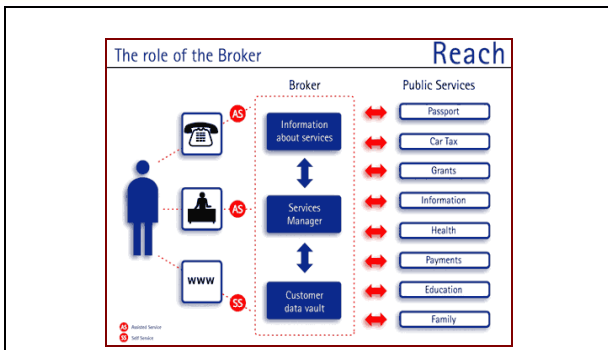 The role of the Broker
Reach
Broker
Public Services
AS
Information
about services
Passport
Car Tax
Grants
AS
Services
Manager
Information
Health
www
SS
Customer
data vault
Payments
Education
Family
AS Assisted Service
SS Self Service